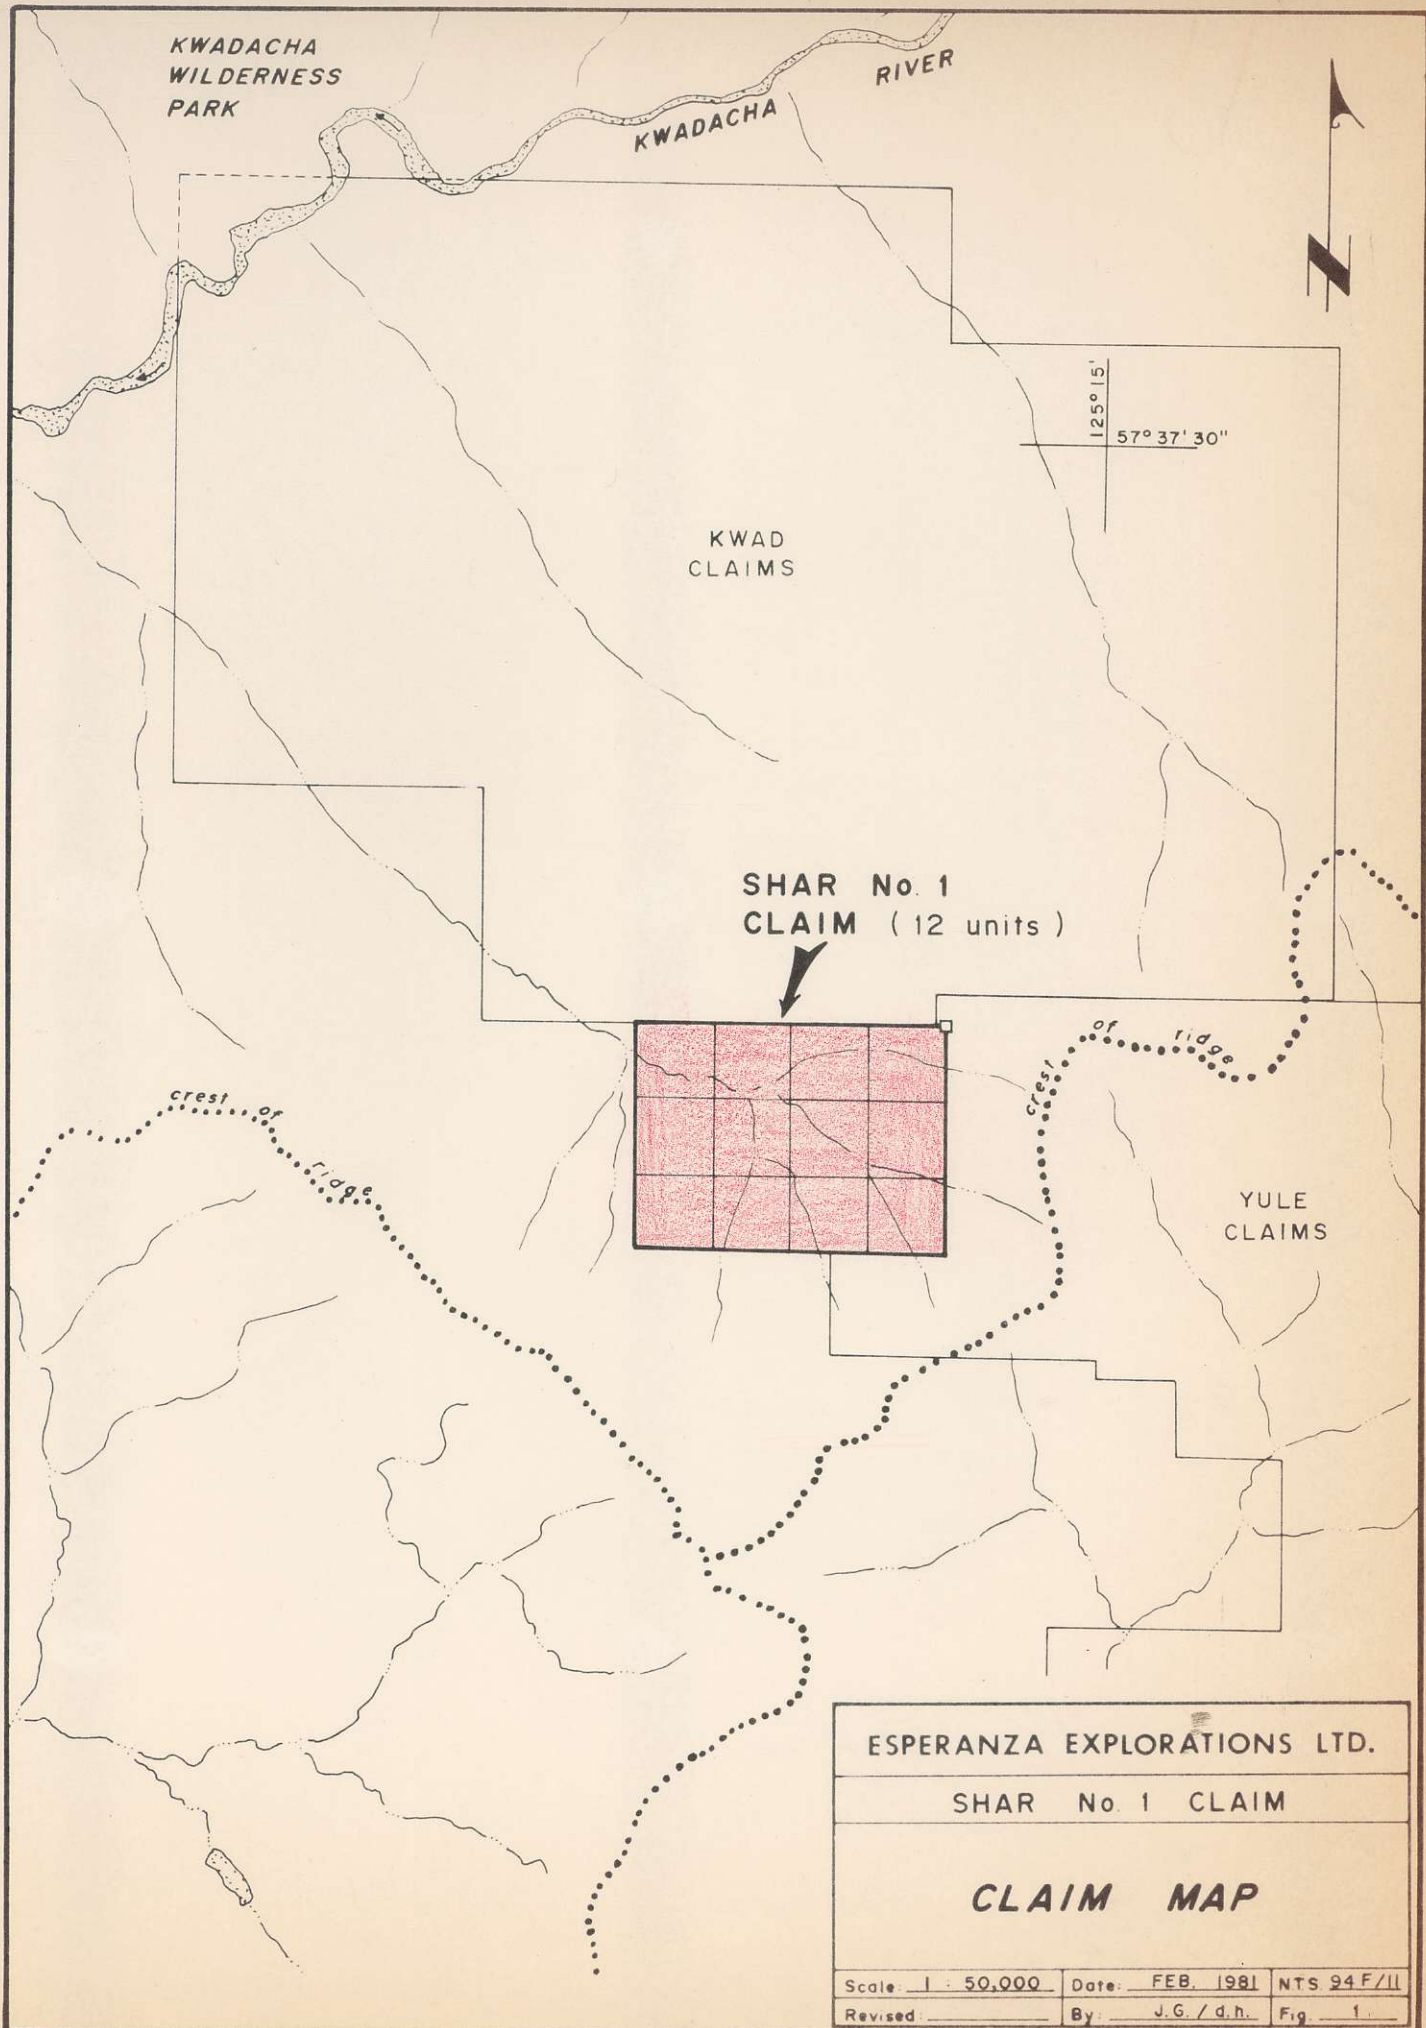 KWADACHA
WILDERNESS
PARK
KWADACHA RIVER
N
125° 15'
57° 37' 30"
KWAD
CLAIMS
SHAR No. 1
CLAIM ( 12 units )
crest of ridge
crest of ridge
YULE
CLAIMS
ESPERANZA EXPLORATIONS LTD.
SHAR No. 1 CLAIM
CLAIM MAP
Scale: 1 : 50,000 Date: FEB. 1981 NTS 94 F/11
Revised: By: J.G. / d.h. Fig. 1.